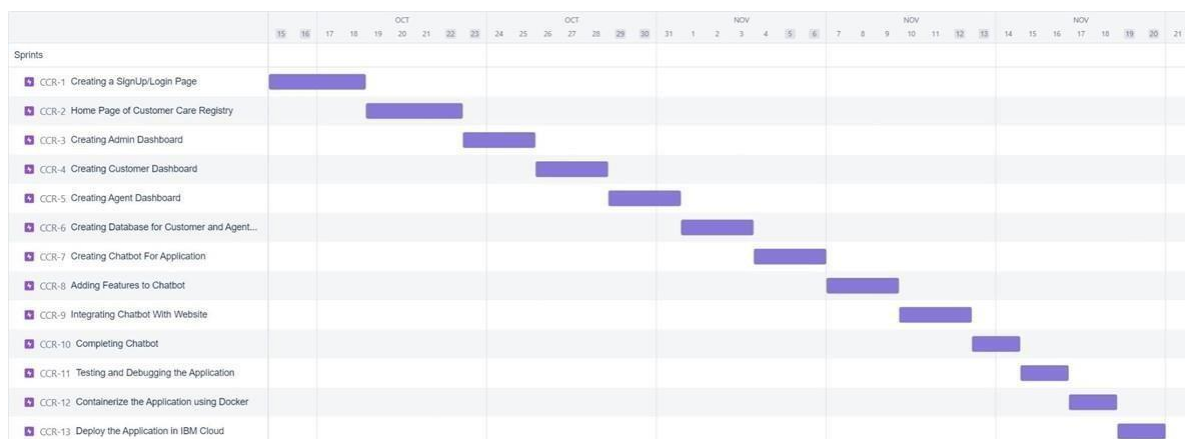 OCT OCT NOV NOV NOV
15 16 17 18 19 20 21 22 23 24 25 26 27 28 29 30 31 1 2 3 4 5 6 7 8 9 10 11 12 13 14 15 16 17 18 19 20 21
Sprints
CCR-1 Creating a SignUp/Login Page
CCR-2 Home Page of Customer Care Registry
CCR-3 Creating Admin Dashboard
CCR-4 Creating Customer Dashboard
CCR-5 Creating Agent Dashboard
CCR-6 Creating Database for Customer and Agent...
CCR-7 Creating Chatbot For Application
CCR-8 Adding Features to Chatbot
CCR-9 Integrating Chatbot With Website
CCR-10 Completing Chatbot
CCR-11 Testing and Debugging the Application
CCR-12 Containerize the Application using Docker
CCR-13 Deploy the Application in IBM Cloud